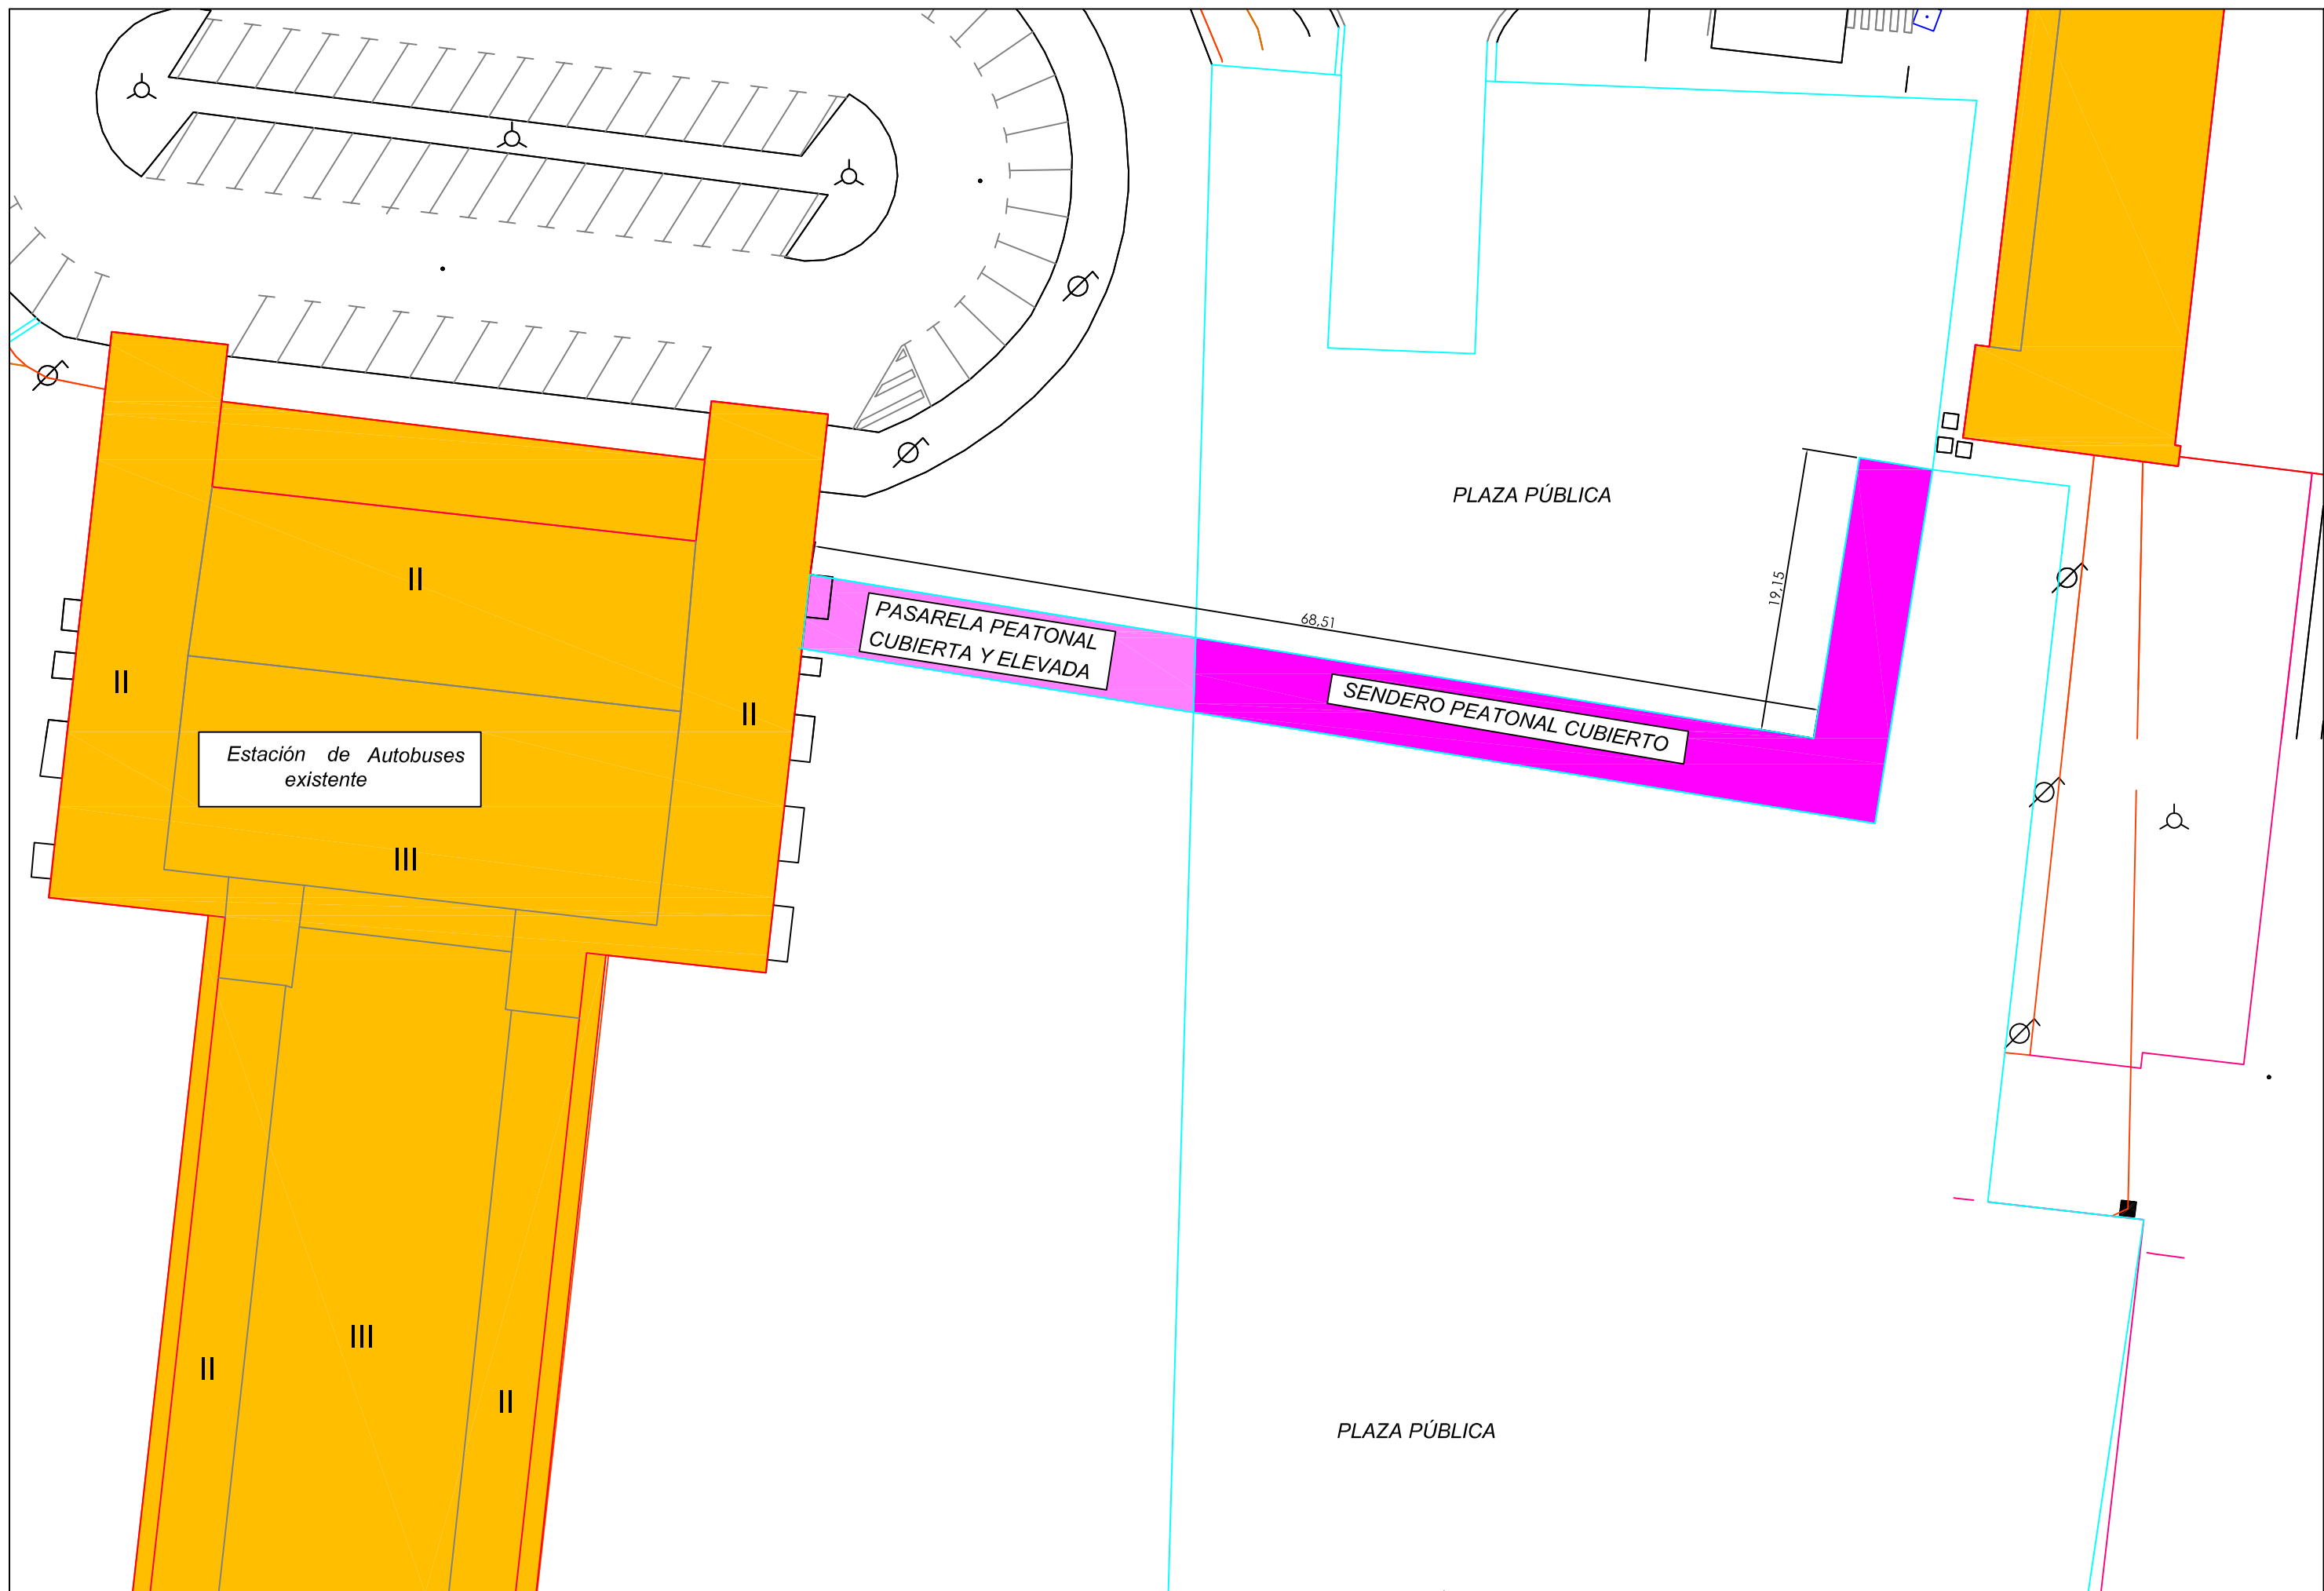 PLAZA PÚBLICA
II
19,15
68,51
PASARELA PEATONAL
CUBIERTA Y ELEVADA
II
II
SENDERO PEATONAL CUBIERTO
Estación de Autobuses
existente
III
III
II
II
PLAZA PÚBLICA